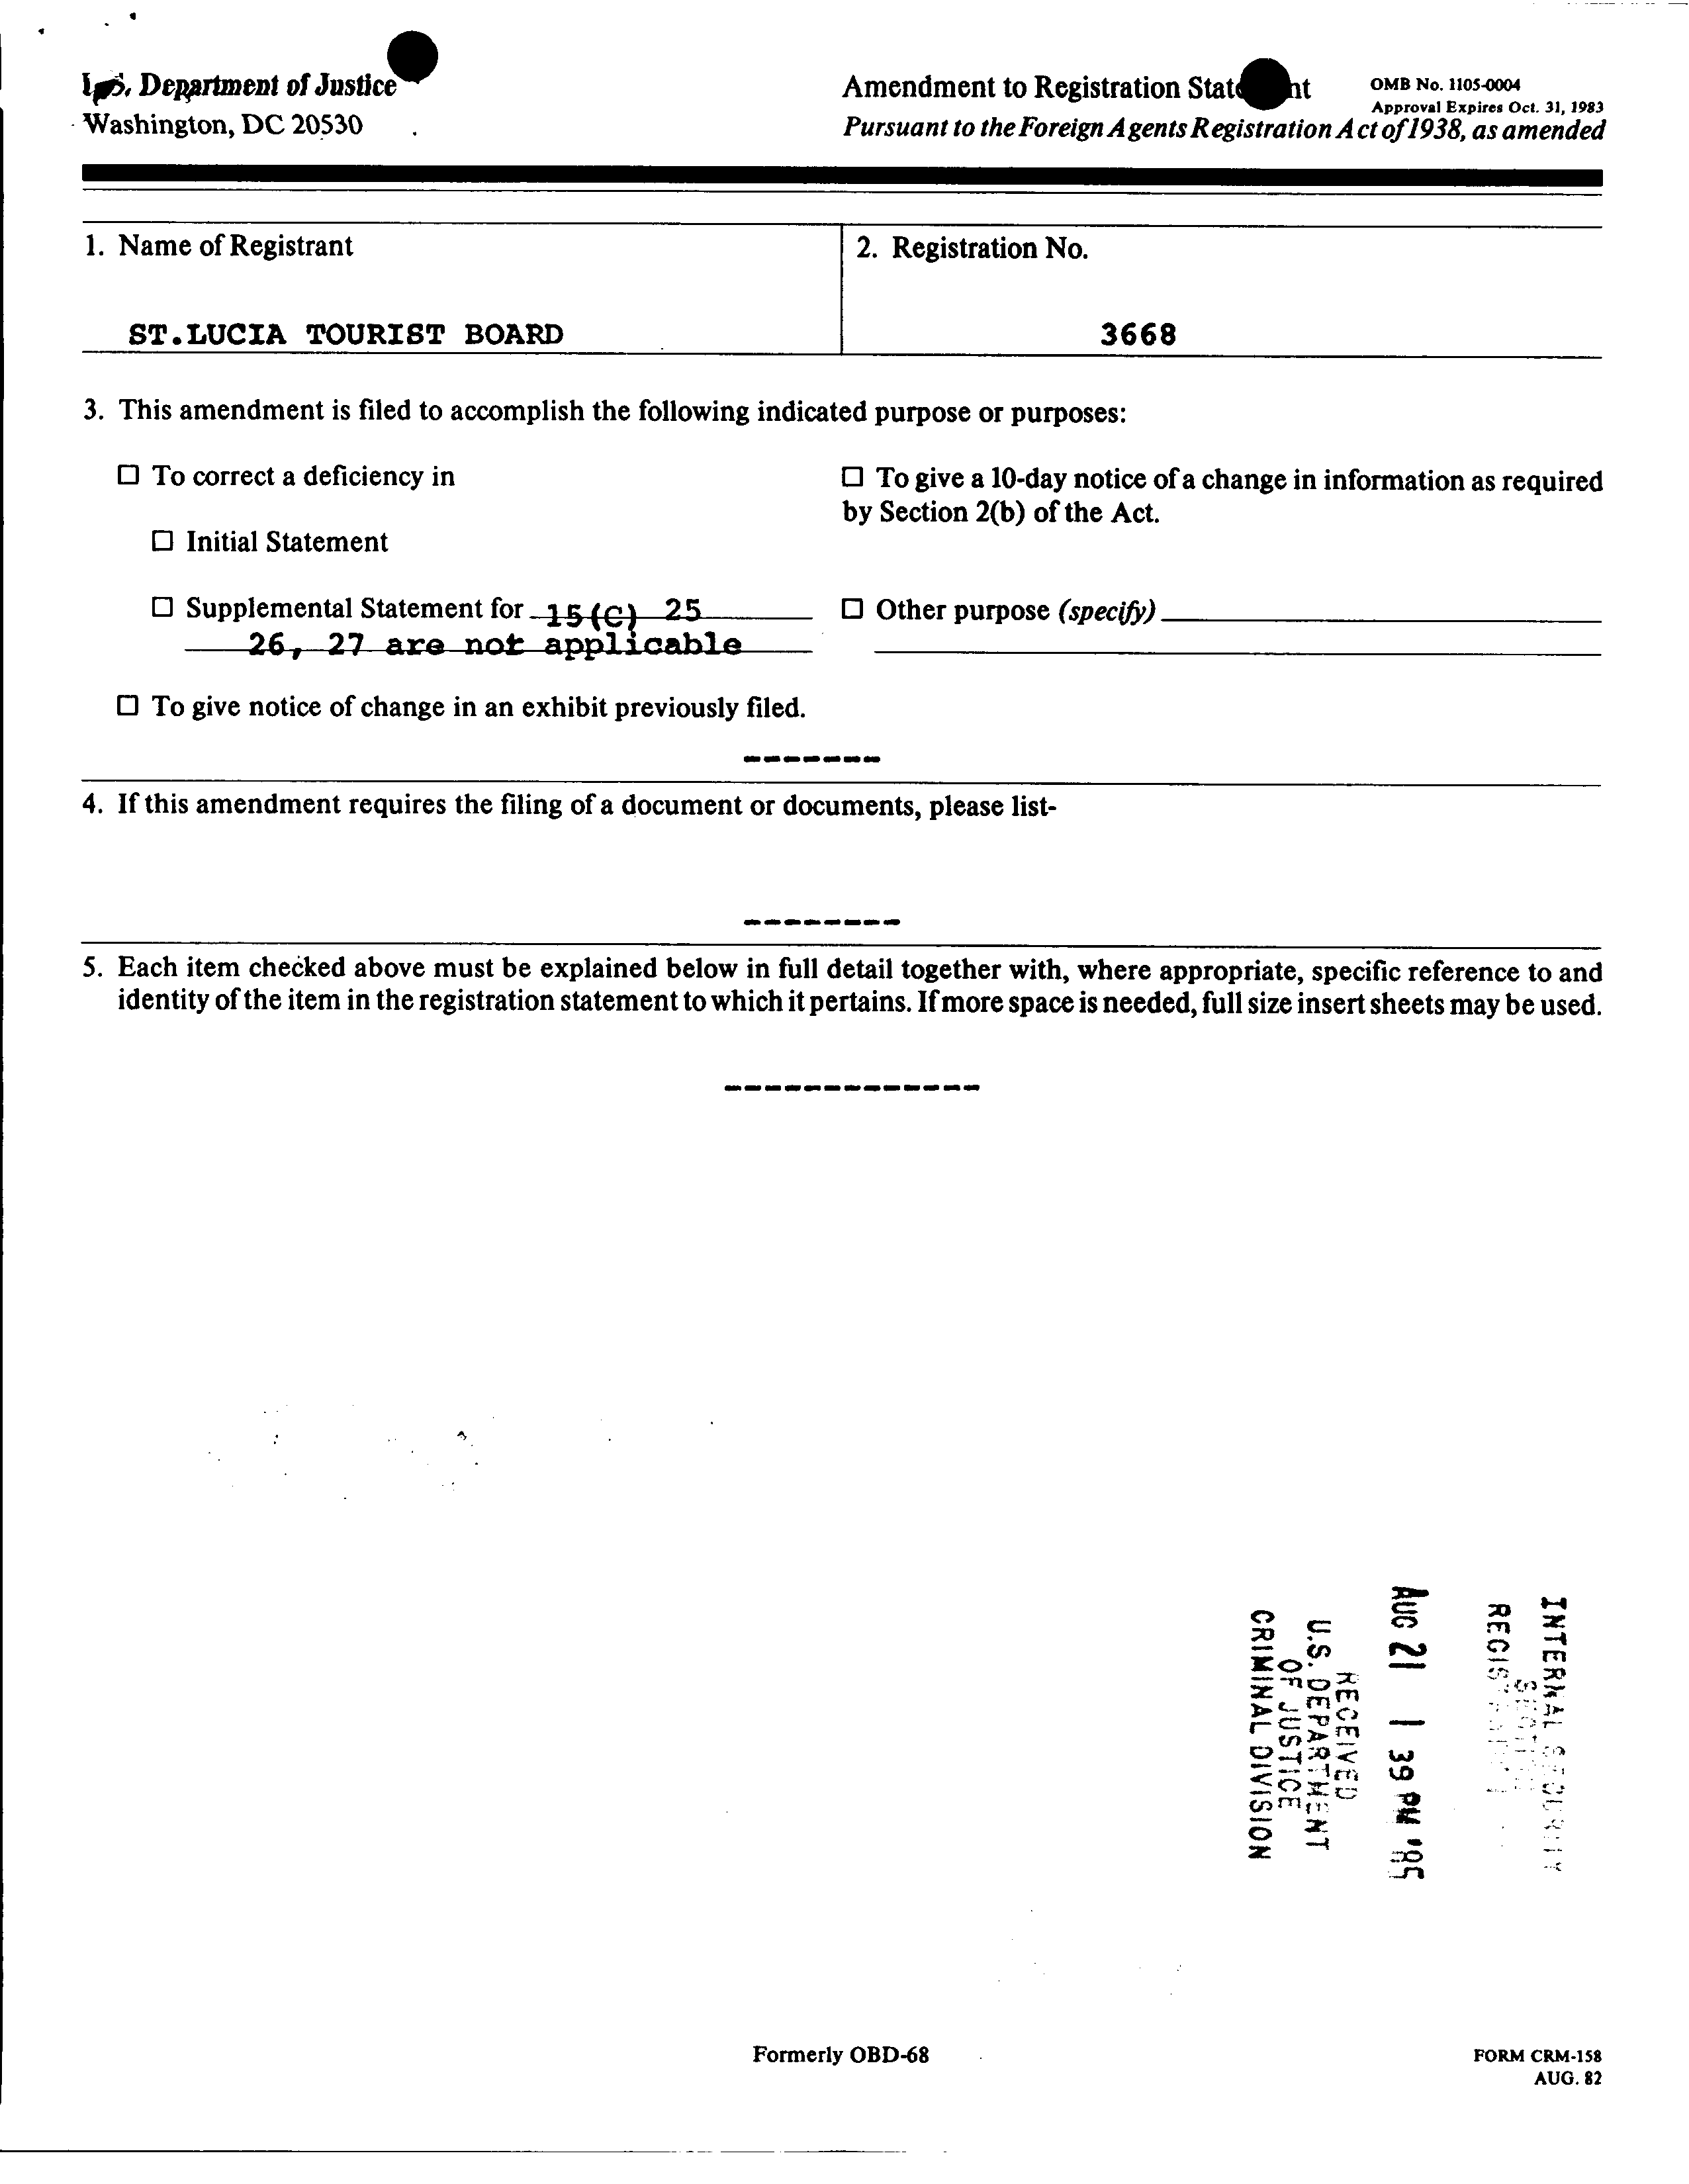 Department of Justice
Washington, DC 20530
Amendment to Registration
OMB No. 1105-0004
Approval Expires Oct. 31, 1983
Pursuant to the Foreign Agents Registration Act of 1938, as amended
1. Name of Registrant
ST.LUCIA TOURIST BOARD
2. Registration No.
3668
3. This amendment is filed to accomplish the following indicated purpose or purposes:
☐ To correct a deficiency in
☐ Initial Statement
☐ Supplemental Statement for 15(C) 25
26, 27 are not applicable
☐ To give notice of change in an exhibit previously filed.
☐ To give a 10-day notice of a change in information as required
by Section 2(b) of the Act.
☐ Other purpose (specify)
-------
4. If this amendment requires the filing of a document or documents, please list-
--------
5. Each item checked above must be explained below in full detail together with, where appropriate, specific reference to and
identity of the item in the registration statement to which it pertains. If more space is needed, full size insert sheets may be used.
-------------
INTERNAL SECURITY
AUG 21 1 39 PM '85
RECEIVED
U.S. DEPARTMENT
OF JUSTICE
CRIMINAL DIVISION
Formerly OBD-68
FORM CRM-158
AUG. 82